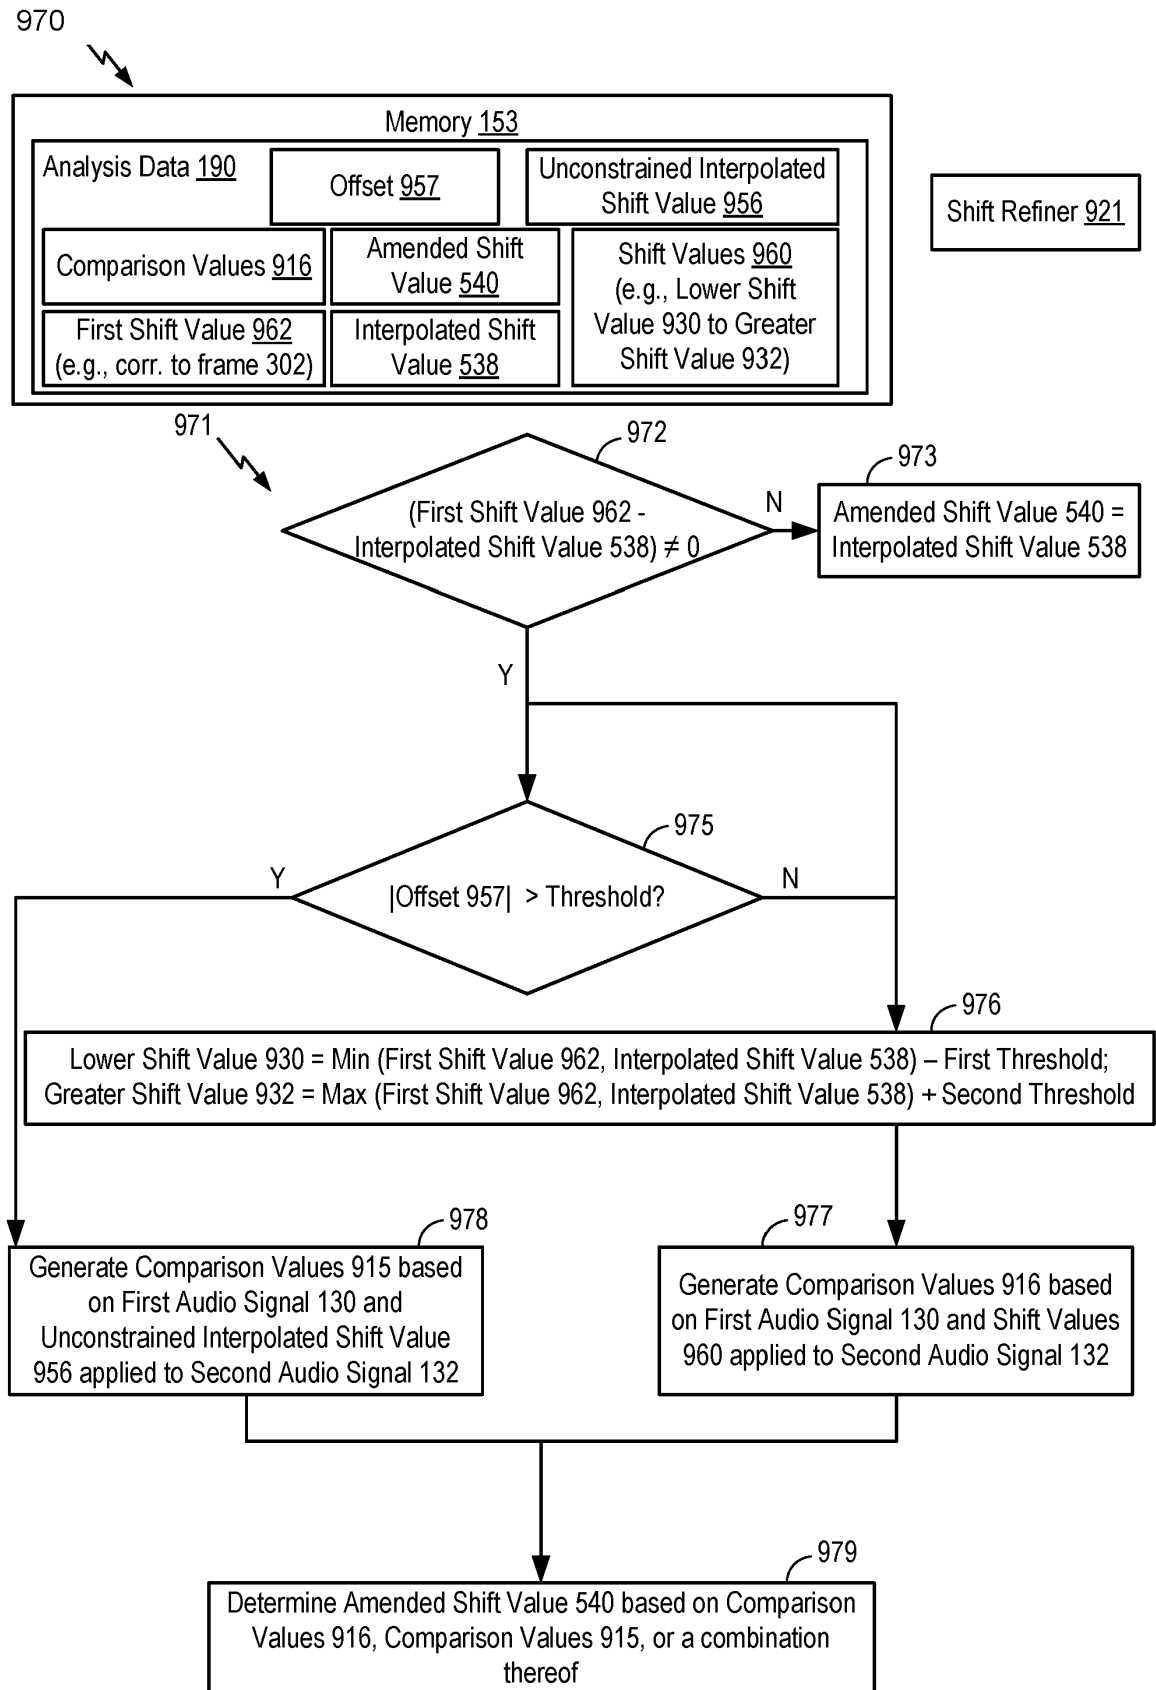 970
Memory 153
Analysis Data 190
Offset 957
Unconstrained Interpolated
Shift Value 956
Shift Refiner 921
Comparison Values 916
Amended Shift
Value 540
Shift Values 960
(e.g., Lower Shift
Value 930 to Greater
Shift Value 932)
First Shift Value 962
(e.g., corr. to frame 302)
Interpolated Shift
Value 538
971
972
(First Shift Value 962 -
Interpolated Shift Value 538) ≠ 0
N
973
Amended Shift Value 540 =
Interpolated Shift Value 538
Y
975
|Offset 957| > Threshold?
Y
N
976
Lower Shift Value 930 = Min (First Shift Value 962, Interpolated Shift Value 538) – First Threshold;
Greater Shift Value 932 = Max (First Shift Value 962, Interpolated Shift Value 538) + Second Threshold
978
Generate Comparison Values 915 based
on First Audio Signal 130 and
Unconstrained Interpolated Shift Value
956 applied to Second Audio Signal 132
977
Generate Comparison Values 916 based
on First Audio Signal 130 and Shift Values
960 applied to Second Audio Signal 132
979
Determine Amended Shift Value 540 based on Comparison
Values 916, Comparison Values 915, or a combination
thereof